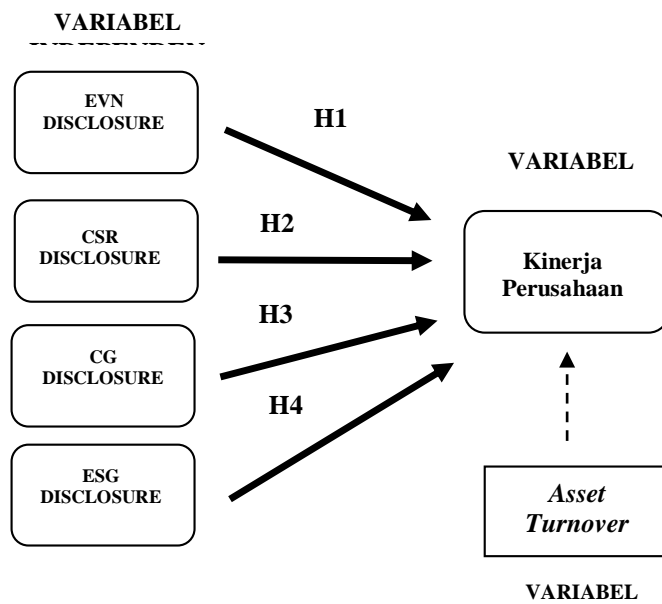 VARIABEL
EVN
DISCLOSURE
H1
VARIABEL
CSR
DISCLOSURE
H2
Kinerja
Perusahaan
CG
DISCLOSURE
H3
ESG
DISCLOSURE
H4
Asset
Turnover
VARIABEL